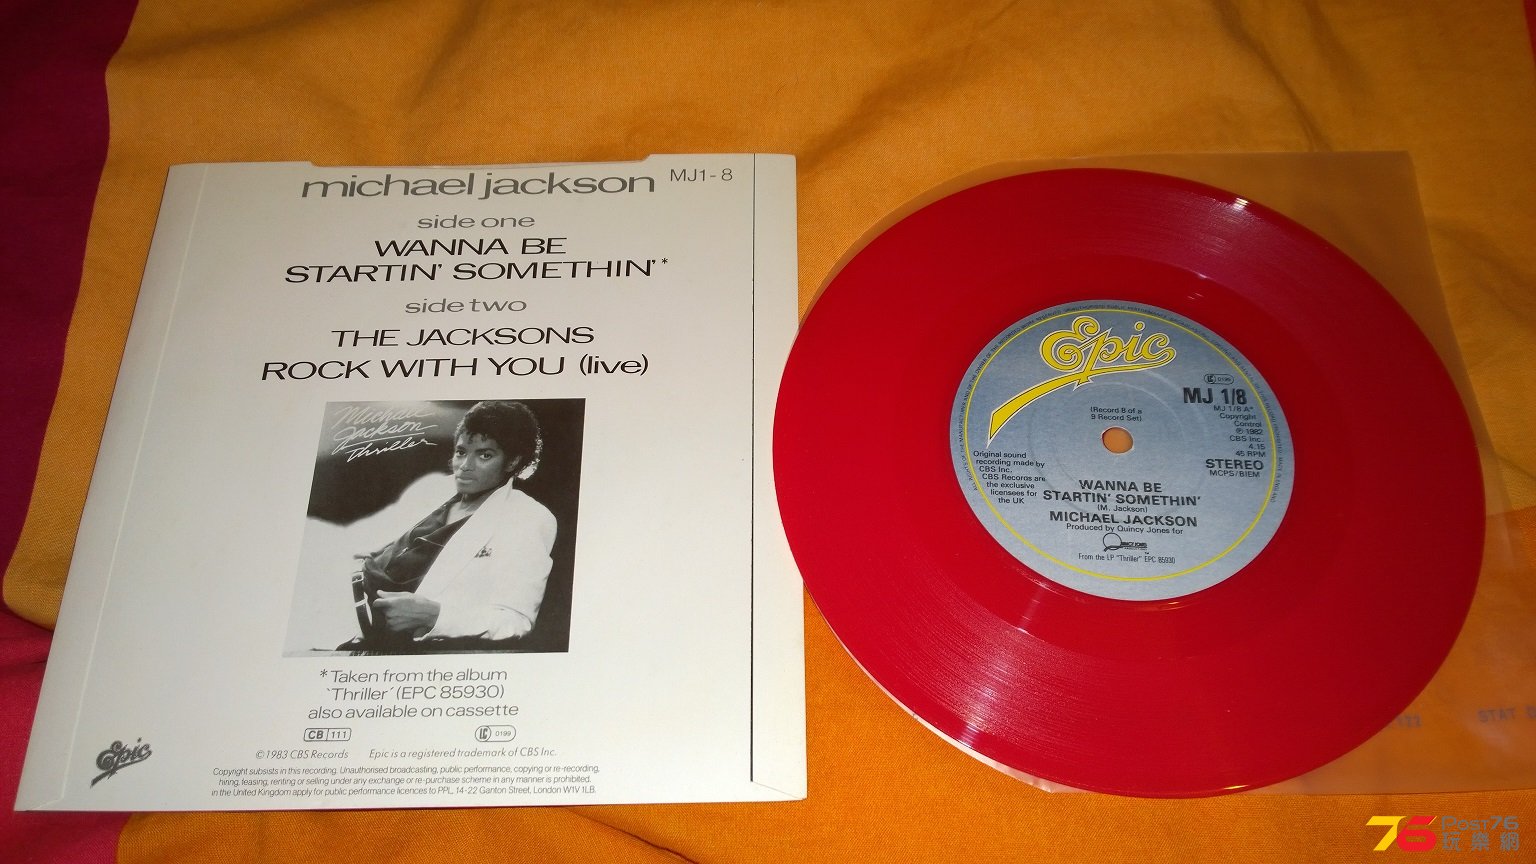 michael jackson MJ1-8
side one
WANNA BE
STARTIN' SOMETHIN'*
side two
THE JACKSONS
ROCK WITH YOU (live)
Michael
Jackson
Thriller
*Taken from the album
'Thriller' (EPC 85930)
also available on cassette
CB 111
LC 0199
©1983 CBS Records Epic is a registered trademark of CBS Inc.
Epic
Copyright subsists in this recording. Unauthorised broadcasting, public performance, copying or re-recording,
hiring, leasing, renting or selling under any exchange or re-purchase scheme in any manner is prohibited.
in the United Kingdom apply for public performance licences to PPL, 14-22 Ganton Street, London W1V 1LB.
Epic
LC 0199
MJ 1/8
(Record 8 of a
9 Record Set)
MJ 1/8 A*
Copyright
Control
℗ 1982
CBS Inc.
4.15
45 RPM
STEREO
MCPS/BIEM
Original sound
recording made by
CBS Inc.
CBS Records are
the exclusive
licensees for
the UK
WANNA BE
STARTIN' SOMETHIN'
(M. Jackson)
MICHAEL JACKSON
Produced by Quincy Jones for
QUINCY JONES
From the LP "Thriller" EPC 85930
STAT
POST76
玩樂網